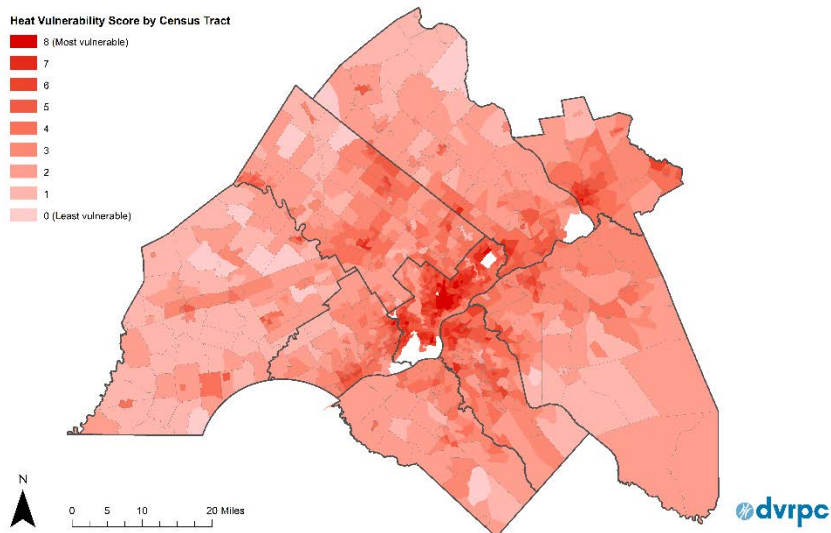 Heat Vulnerability Score by Census Tract
8 (Most vulnerable)
7
6
5
4
3
2
1
0 (Least vulnerable)
N
0 5 10 20 Miles
dvrpc